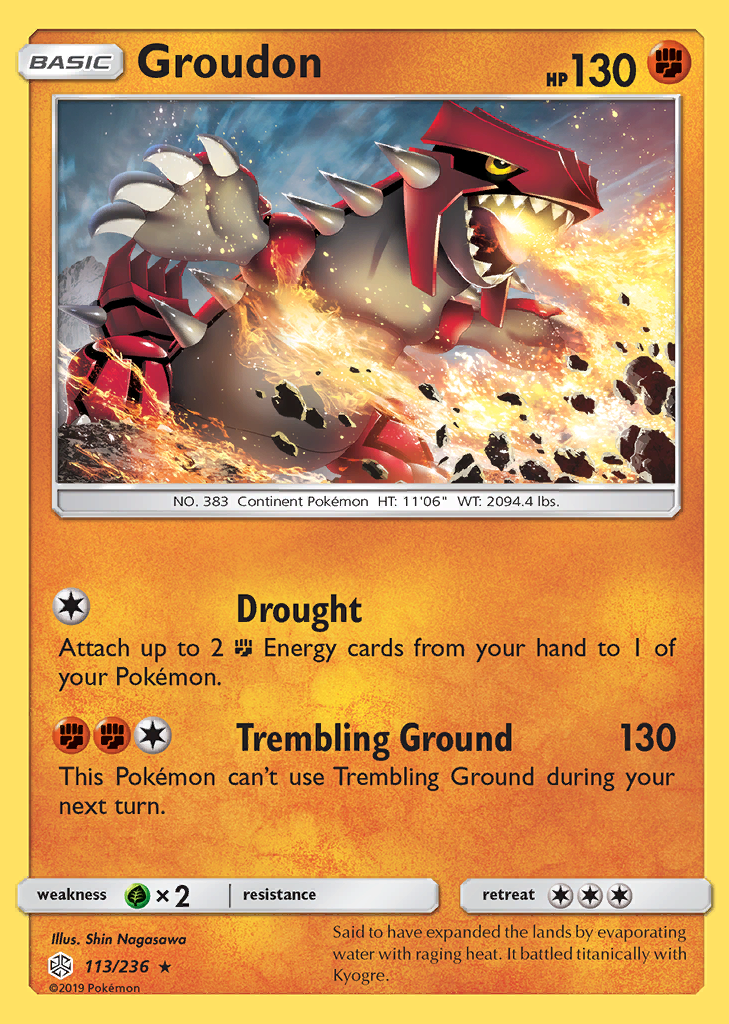 BASIC Groudon HP 130
NO. 383 Continent Pokémon HT: 11'06" WT: 2094.4 lbs.
Drought
Attach up to 2 Energy cards from your hand to 1 of
your Pokémon.
Trembling Ground 130
This Pokémon can't use Trembling Ground during your
next turn.
weakness ×2 resistance retreat
Illus. Shin Nagasawa
113/236 ★
©2019 Pokémon
Said to have expanded the lands by evaporating
water with raging heat. It battled titanically with
Kyogre.